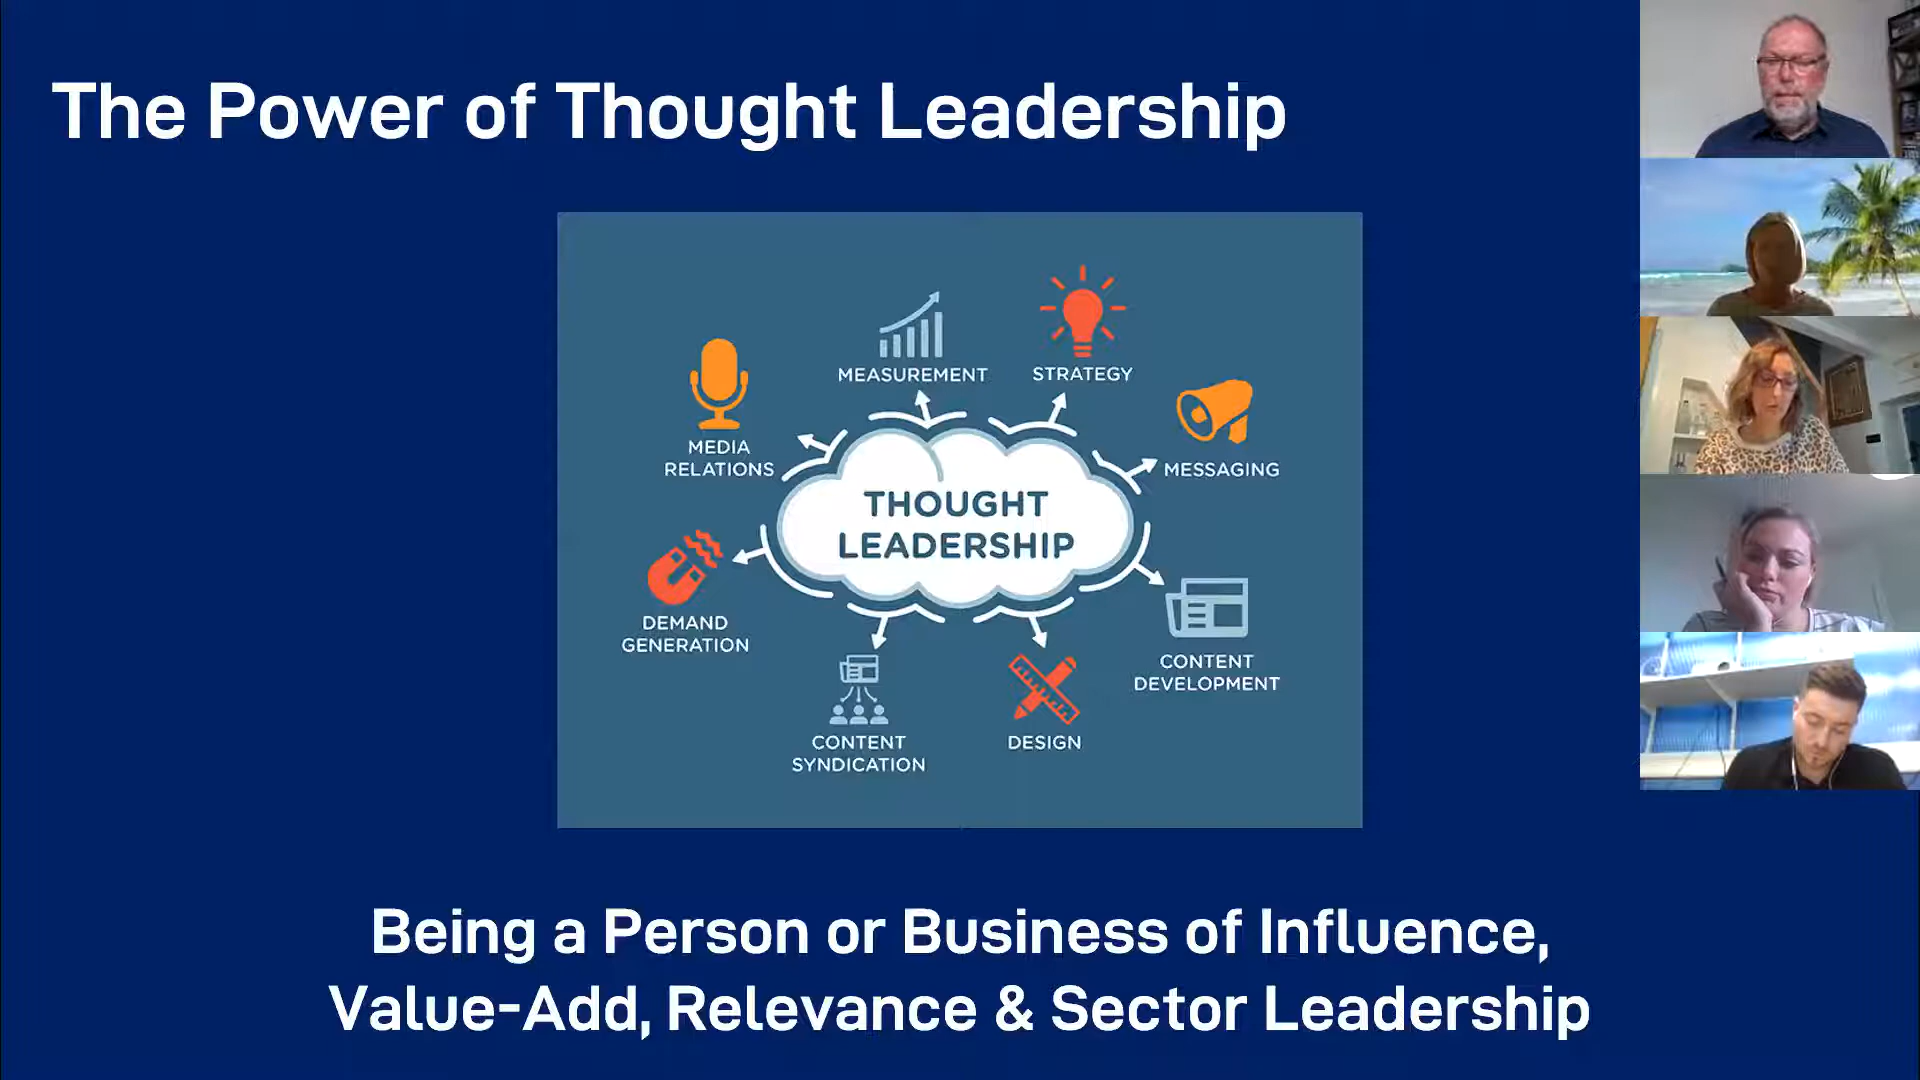 The Power of Thought Leadership
MEASUREMENT
STRATEGY
MEDIA
RELATIONS
MESSAGING
THOUGHT
LEADERSHIP
DEMAND
GENERATION
CONTENT
DEVELOPMENT
CONTENT
SYNDICATION
DESIGN
Being a Person or Business of Influence,
Value-Add, Relevance & Sector Leadership